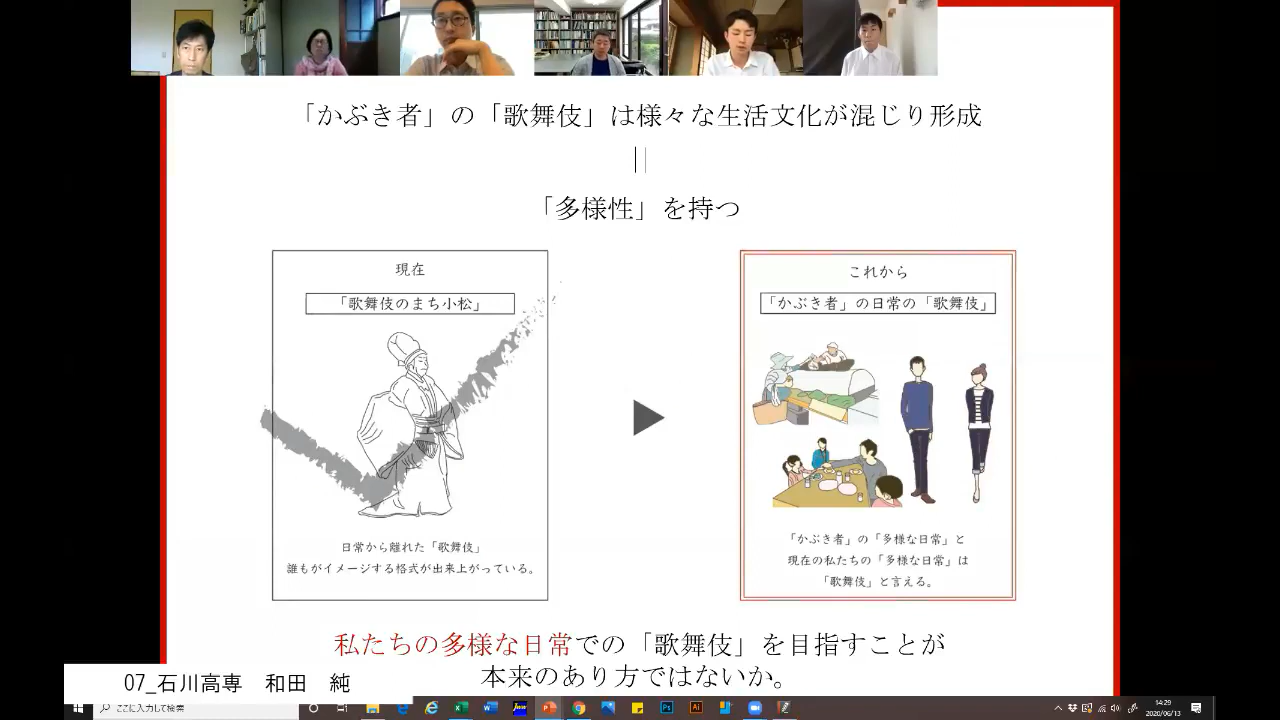 「かぶき者」の「歌舞伎」は様々な生活文化が混じり形成
||
「多様性」を持つ
現在
「歌舞伎のまち小松」
日常から離れた「歌舞伎」
誰もがイメージする格式が出来上がっている。
これから
「かぶき者」の日常の「歌舞伎」
「かぶき者」の「多様な日常」と
現在の私たちの「多様な日常」は
「歌舞伎」と言える。
私たちの多様な日常での「歌舞伎」を目指すことが
本来のあり方ではないか。
07_石川高専 和田 純
ここに入力して検索
14:29
2020/06/13